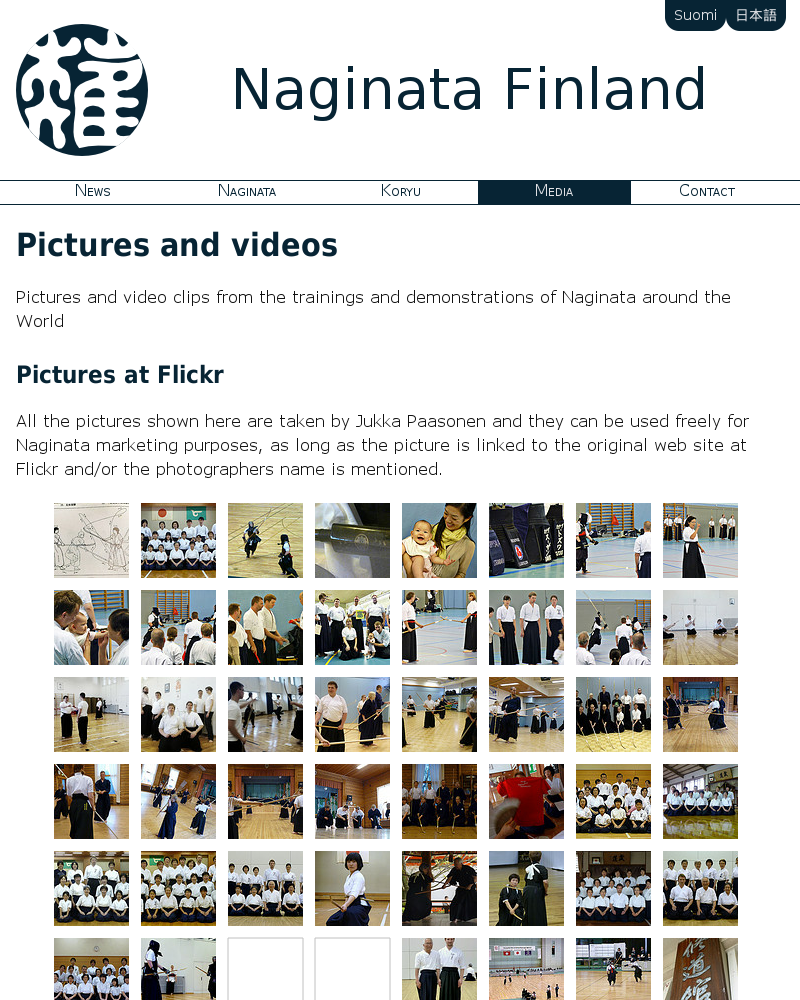 Suomi
日本語
Naginata Finland
News
Naginata
Koryu
Media
Contact
Pictures and videos
Pictures and video clips from the trainings and demonstrations of Naginata around the
World
Pictures at Flickr
All the pictures shown here are taken by Jukka Paasonen and they can be used freely for
Naginata marketing purposes, as long as the picture is linked to the original web site at
Flickr and/or the photographers name is mentioned.